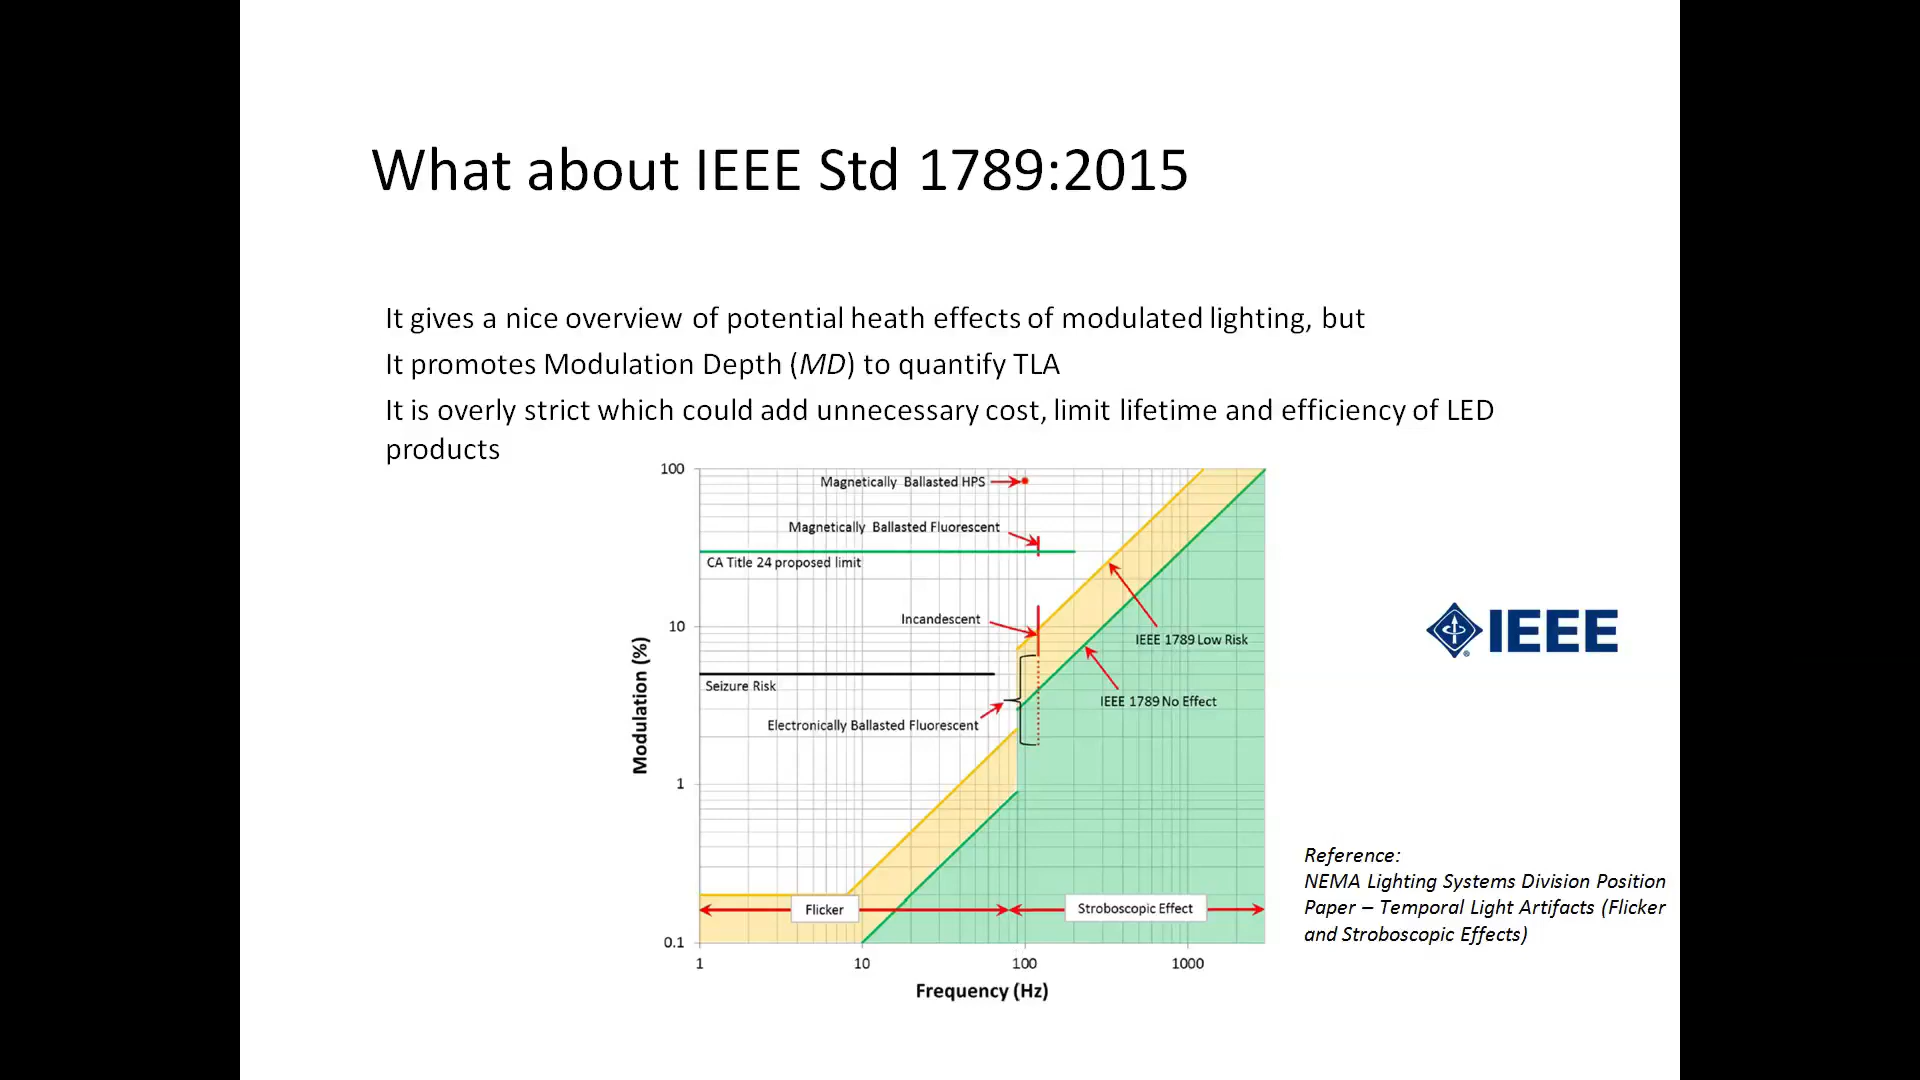 What about IEEE Std 1789:2015
It gives a nice overview of potential heath effects of modulated lighting, but
It promotes Modulation Depth (MD) to quantify TLA
It is overly strict which could add unnecessary cost, limit lifetime and efficiency of LED
products
100
Magnetically Ballasted HPS
Magnetically Ballasted Fluorescent
CA Title 24 proposed limit
Incandescent
10
IEEE 1789 Low Risk
IEEE
Modulation (%)
Seizure Risk
IEEE 1789 No Effect
Electronically Ballasted Fluorescent
1
Flicker
Stroboscopic Effect
0.1
1
10
100
1000
Frequency (Hz)
Reference:
NEMA Lighting Systems Division Position
Paper – Temporal Light Artifacts (Flicker
and Stroboscopic Effects)